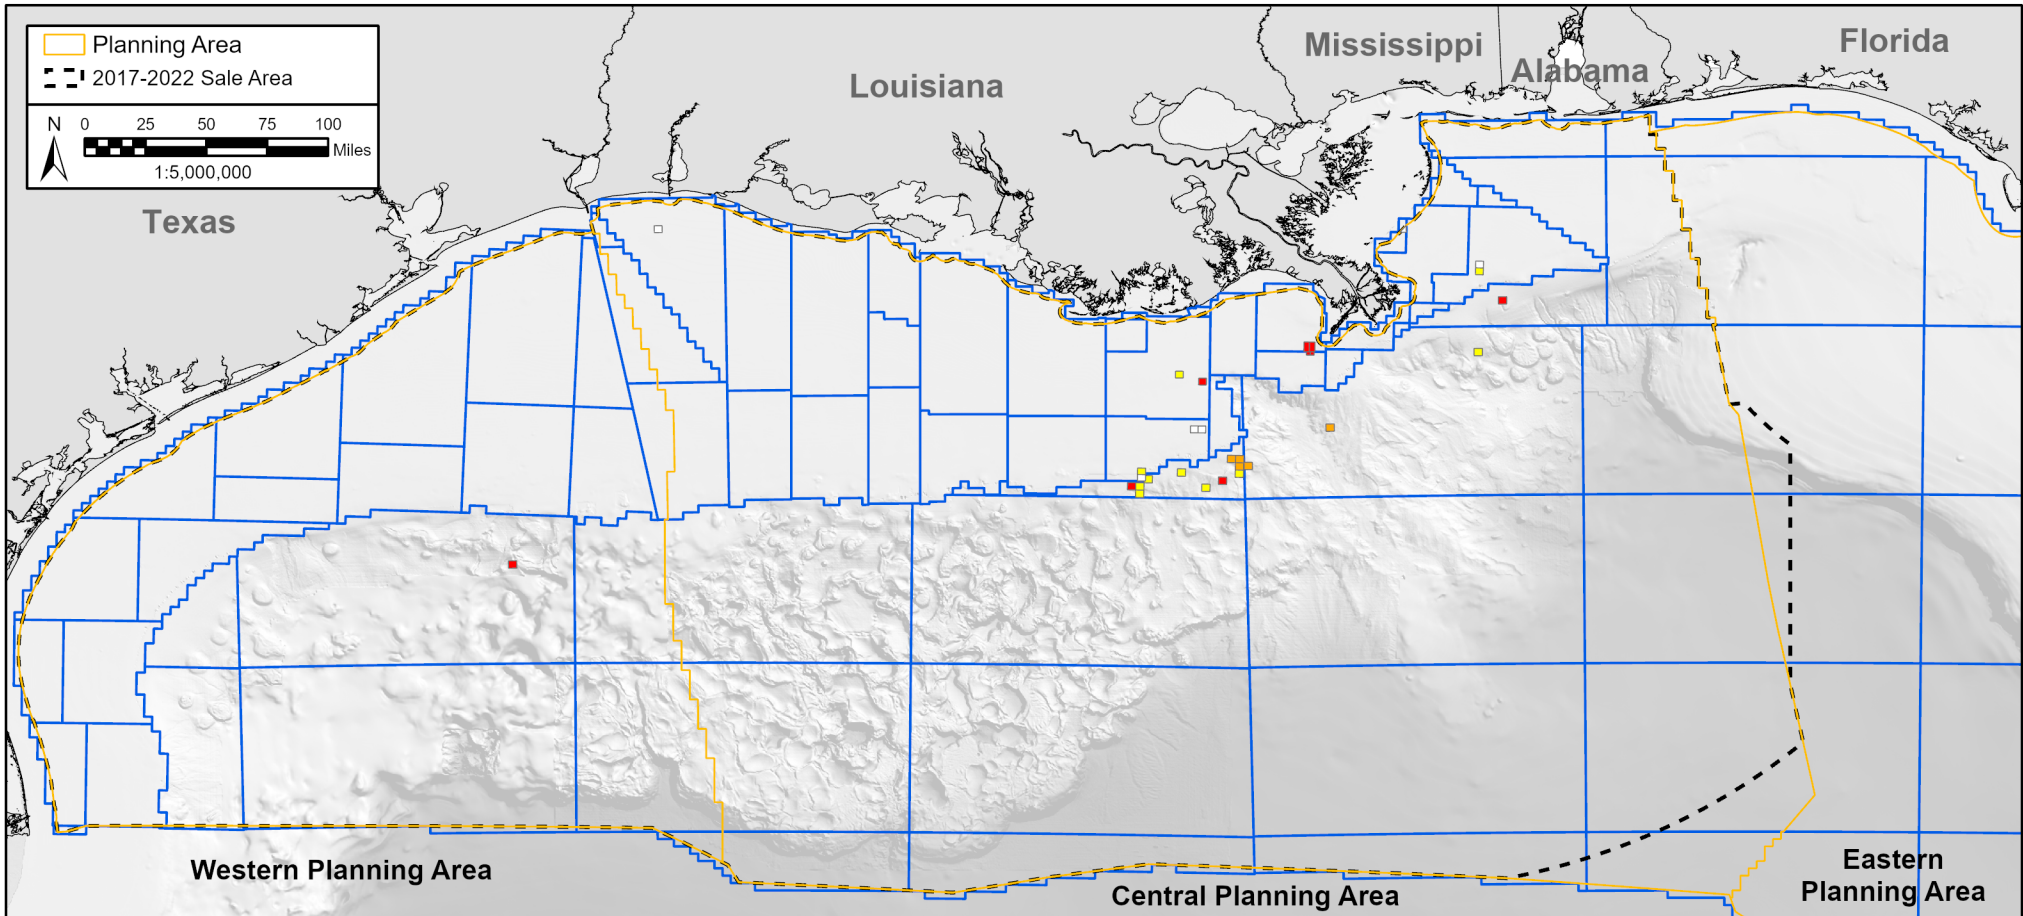 Planning Area
2017-2022 Sale Area
N
0 25 50 75 100
Miles
1:5,000,000
Texas
Louisiana
Mississippi
Alabama
Florida
Western Planning Area
Central Planning Area
Eastern
Planning Area